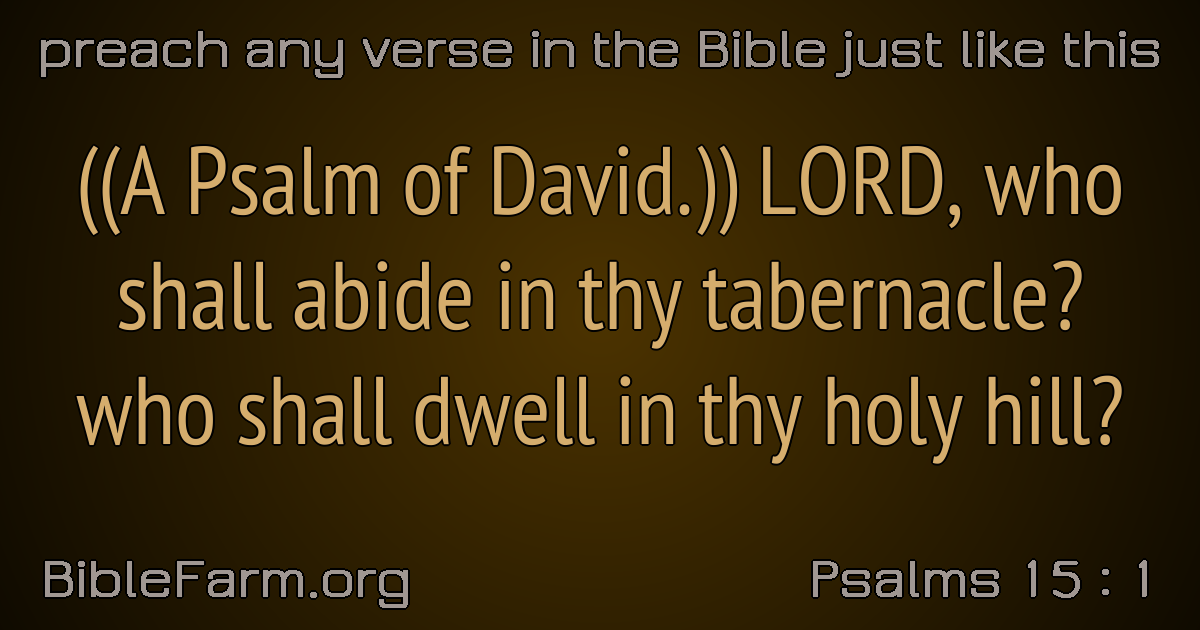 preach any verse in the Bible just like this
((A Psalm of David.)) LORD, who
shall abide in thy tabernacle?
who shall dwell in thy holy hill?
BibleFarm.org
Psalms 15 : 1